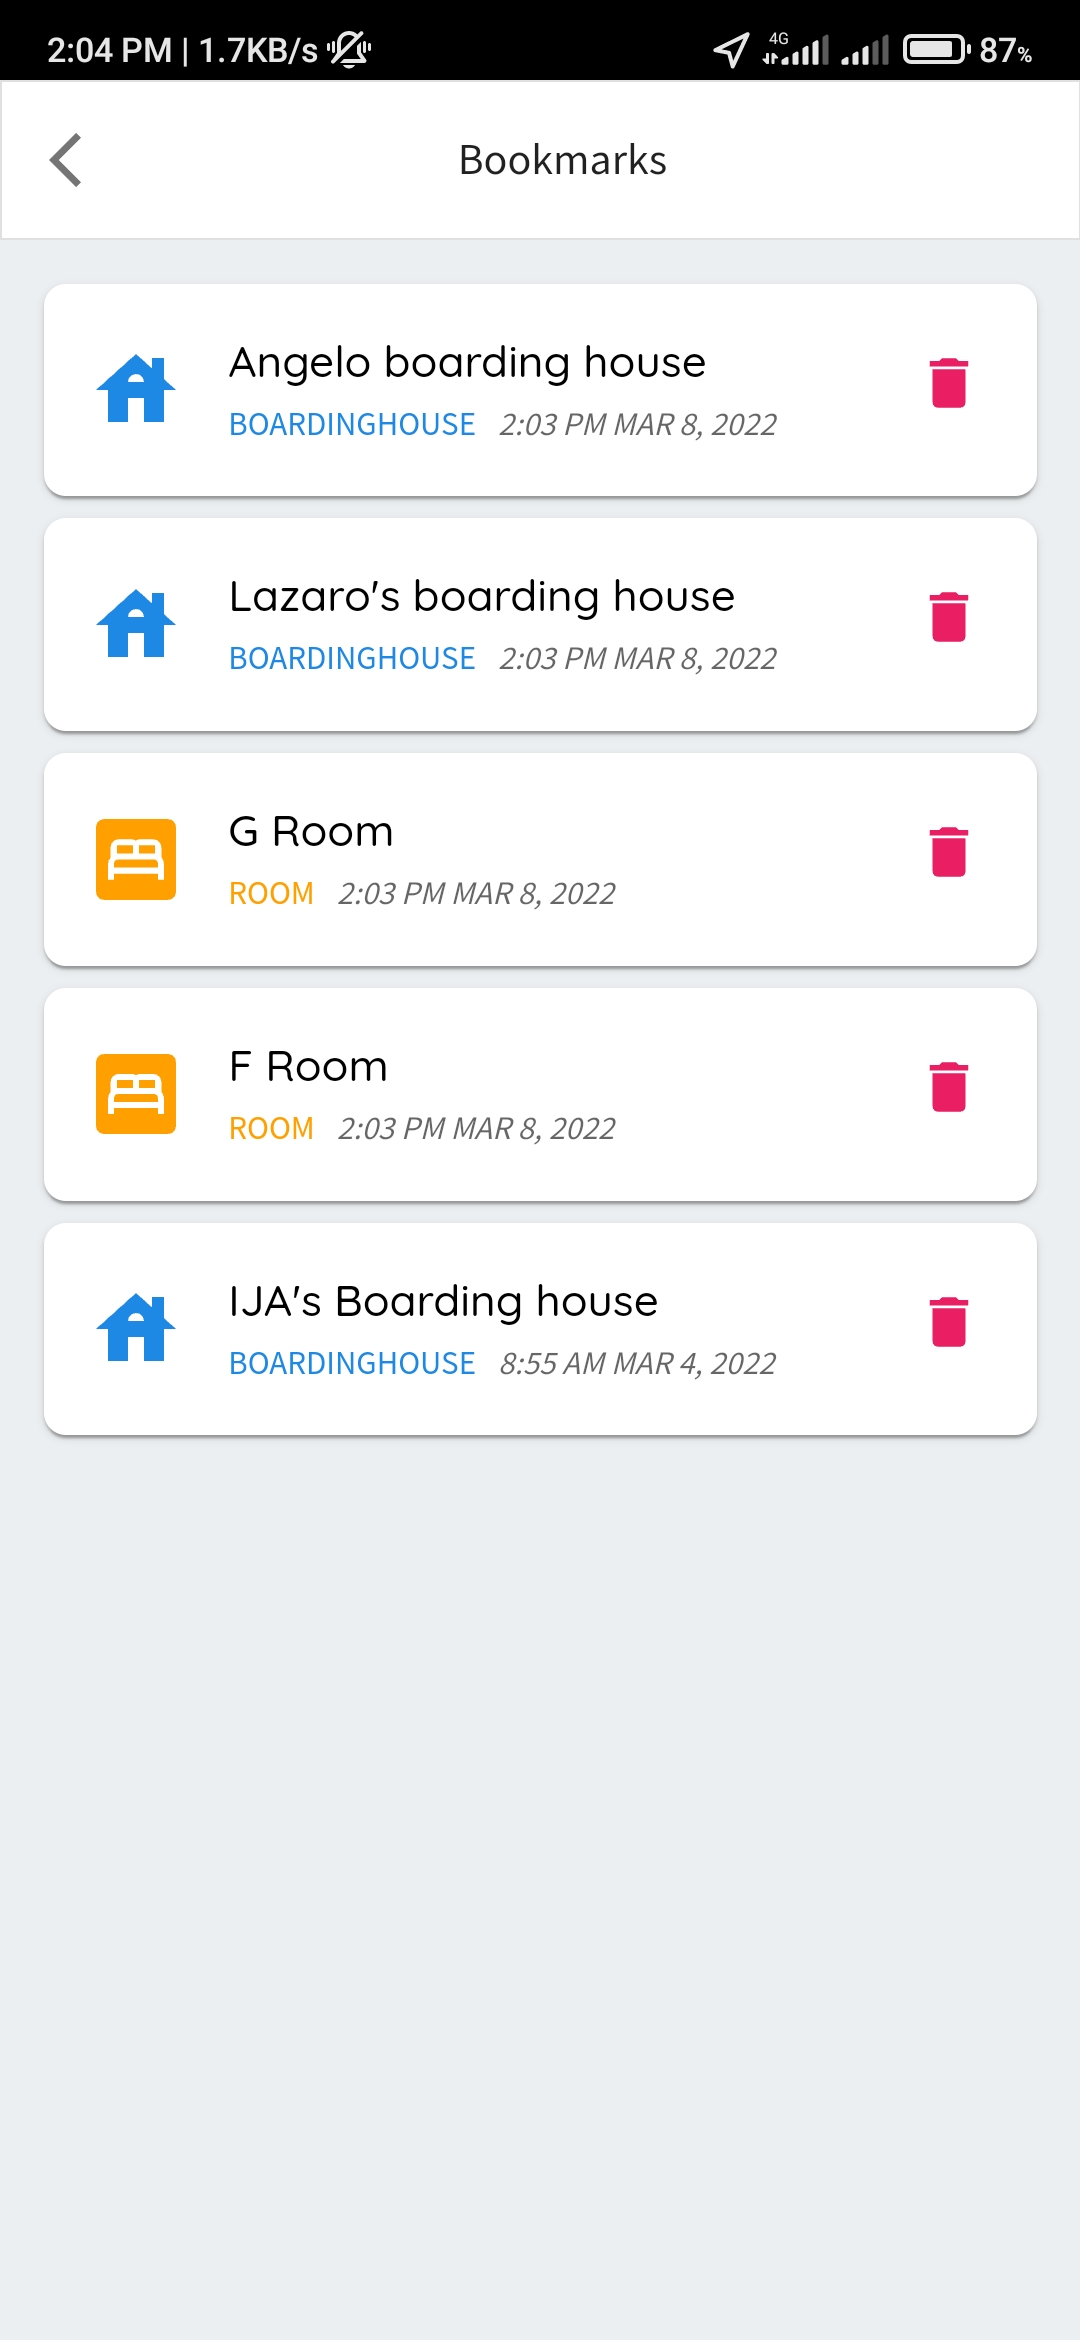 2:04 PM | 1.7KB/s 4G 87%
Bookmarks
Angelo boarding house
BOARDINGHOUSE 2:03 PM MAR 8, 2022
Lazaro's boarding house
BOARDINGHOUSE 2:03 PM MAR 8, 2022
G Room
ROOM 2:03 PM MAR 8, 2022
F Room
ROOM 2:03 PM MAR 8, 2022
IJA's Boarding house
BOARDINGHOUSE 8:55 AM MAR 4, 2022